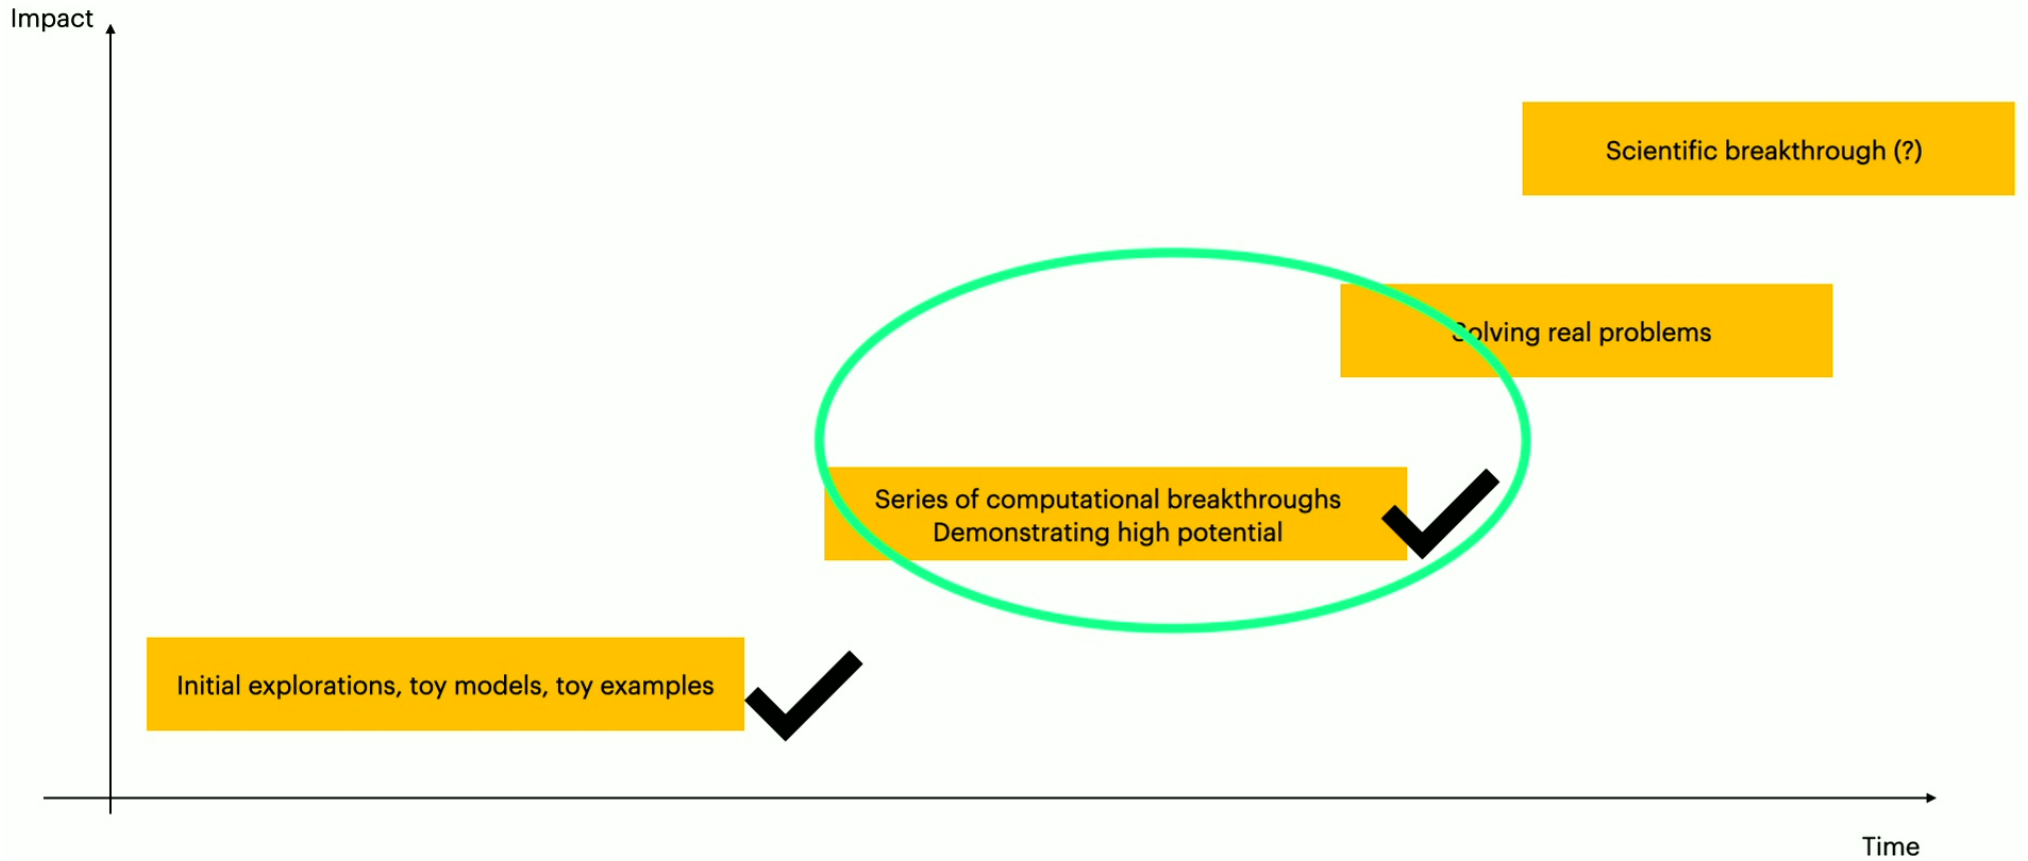 Impact
Scientific breakthrough (?)
Solving real problems
Series of computational breakthroughs
Demonstrating high potential
Initial explorations, toy models, toy examples
Time